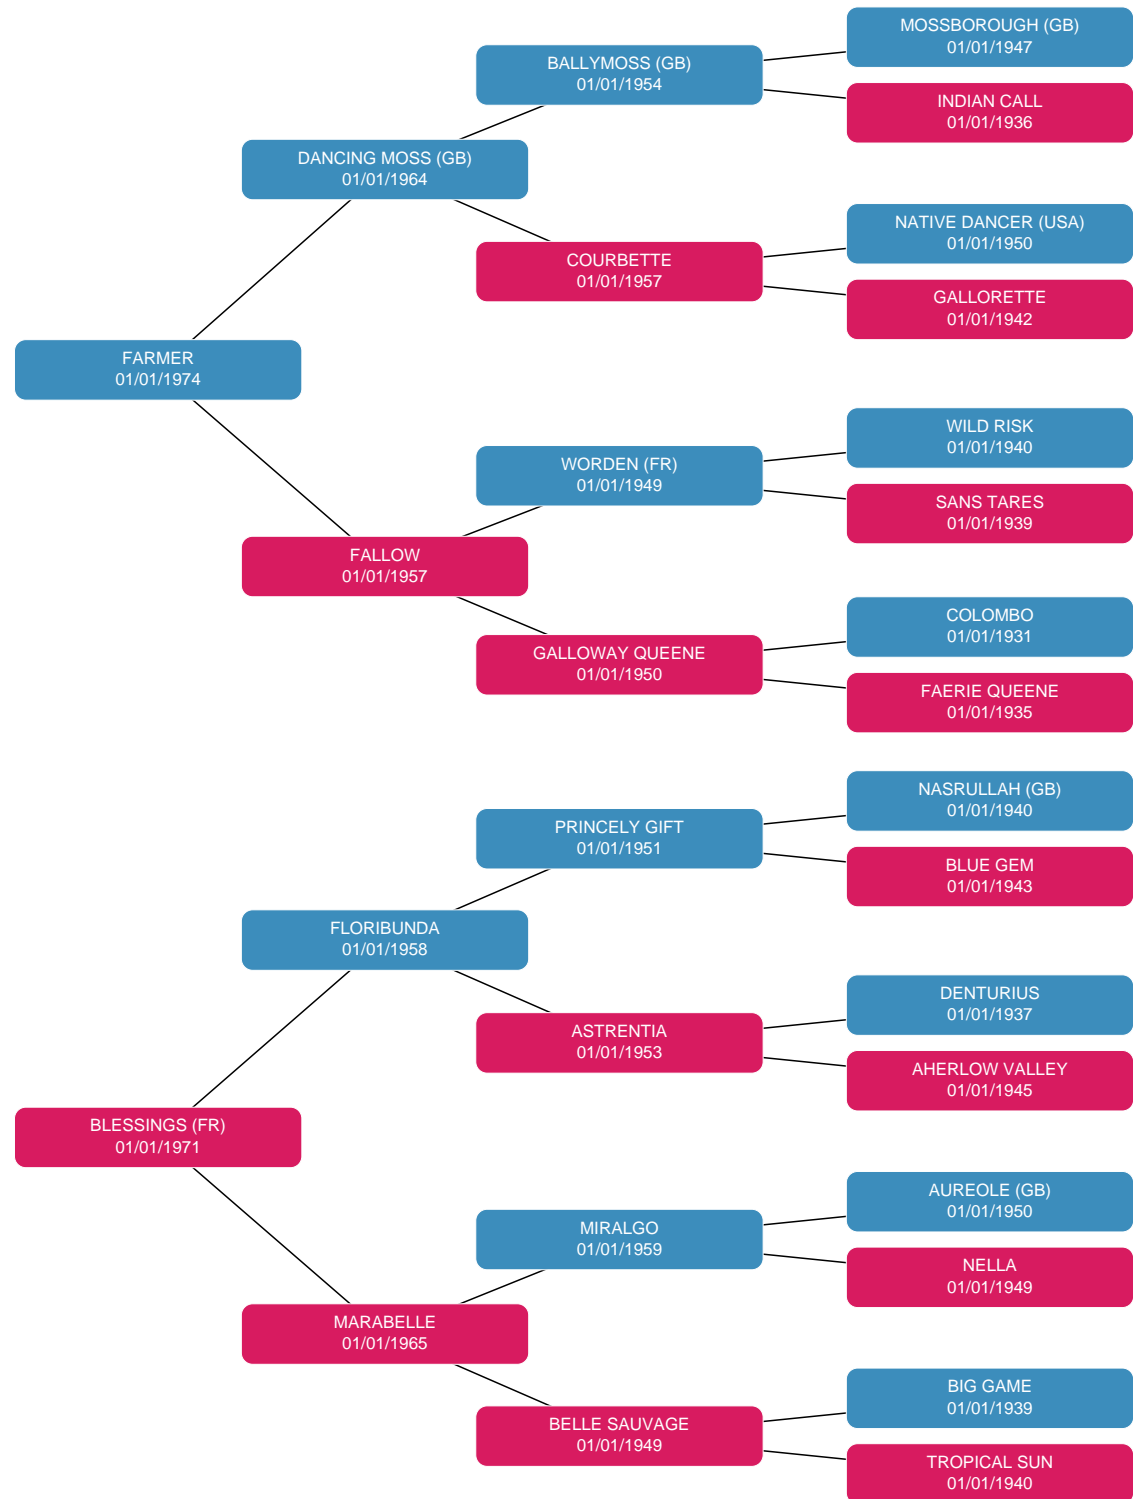 MOSSBOROUGH (GB)
01/01/1947
BALLYMOSS (GB)
01/01/1954
INDIAN CALL
01/01/1936
DANCING MOSS (GB)
01/01/1964
NATIVE DANCER (USA)
01/01/1950
COURBETTE
01/01/1957
GALLORETTE
01/01/1942
FARMER
01/01/1974
WILD RISK
01/01/1940
WORDEN (FR)
01/01/1949
SANS TARES
01/01/1939
FALLOW
01/01/1957
COLOMBO
01/01/1931
GALLOWAY QUEENE
01/01/1950
FAERIE QUEENE
01/01/1935
NASRULLAH (GB)
01/01/1940
PRINCELY GIFT
01/01/1951
BLUE GEM
01/01/1943
FLORIBUNDA
01/01/1958
DENTURIUS
01/01/1937
ASTRENTIA
01/01/1953
AHERLOW VALLEY
01/01/1945
BLESSINGS (FR)
01/01/1971
AUREOLE (GB)
01/01/1950
MIRALGO
01/01/1959
NELLA
01/01/1949
MARABELLE
01/01/1965
BIG GAME
01/01/1939
BELLE SAUVAGE
01/01/1949
TROPICAL SUN
01/01/1940